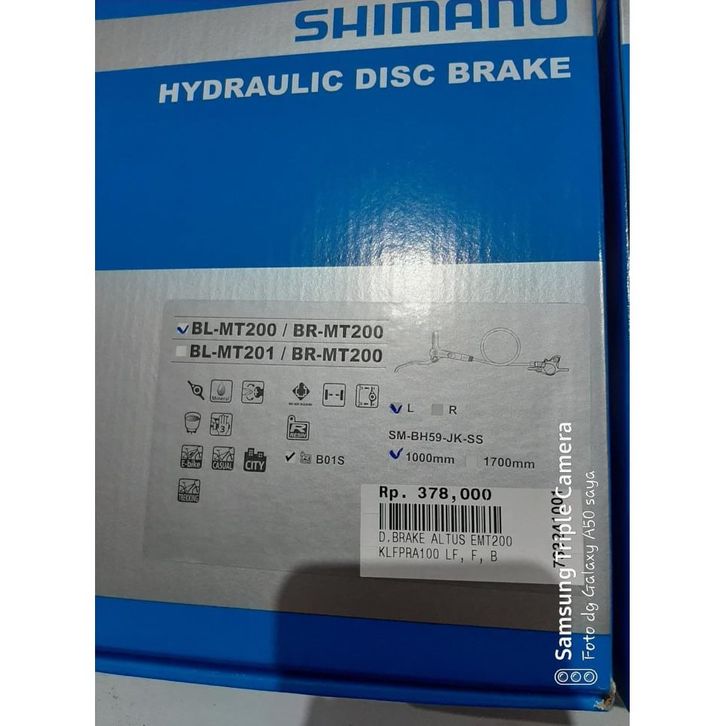 SHIMANO
HYDRAULIC DISC BRAKE
BL-MT200 / BR-MT200
BL-MT201 / BR-MT200
Mineral
L R
SM-BH59-JK-SS
1000mm 1700mm
RESIN
B01S
E-bike CASUAL CITY
TREKKING
Rp. 378,000
D.BRAKE ALTUS EMT200
KLFPRA100 LF, F, B
Samsung Triple Camera
Foto dg Galaxy A50 saya